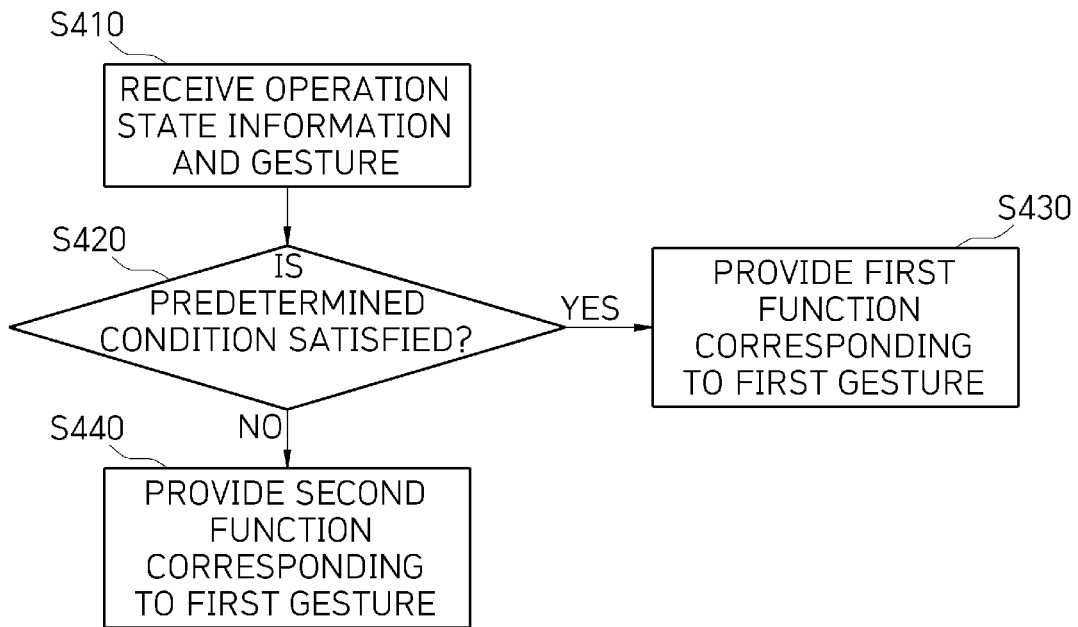 S410
RECEIVE OPERATION
STATE INFORMATION
AND GESTURE
S420
IS
PREDETERMINED
CONDITION SATISFIED?
YES
S430
PROVIDE FIRST
FUNCTION
CORRESPONDING
TO FIRST GESTURE
NO
S440
PROVIDE SECOND
FUNCTION
CORRESPONDING
TO FIRST GESTURE